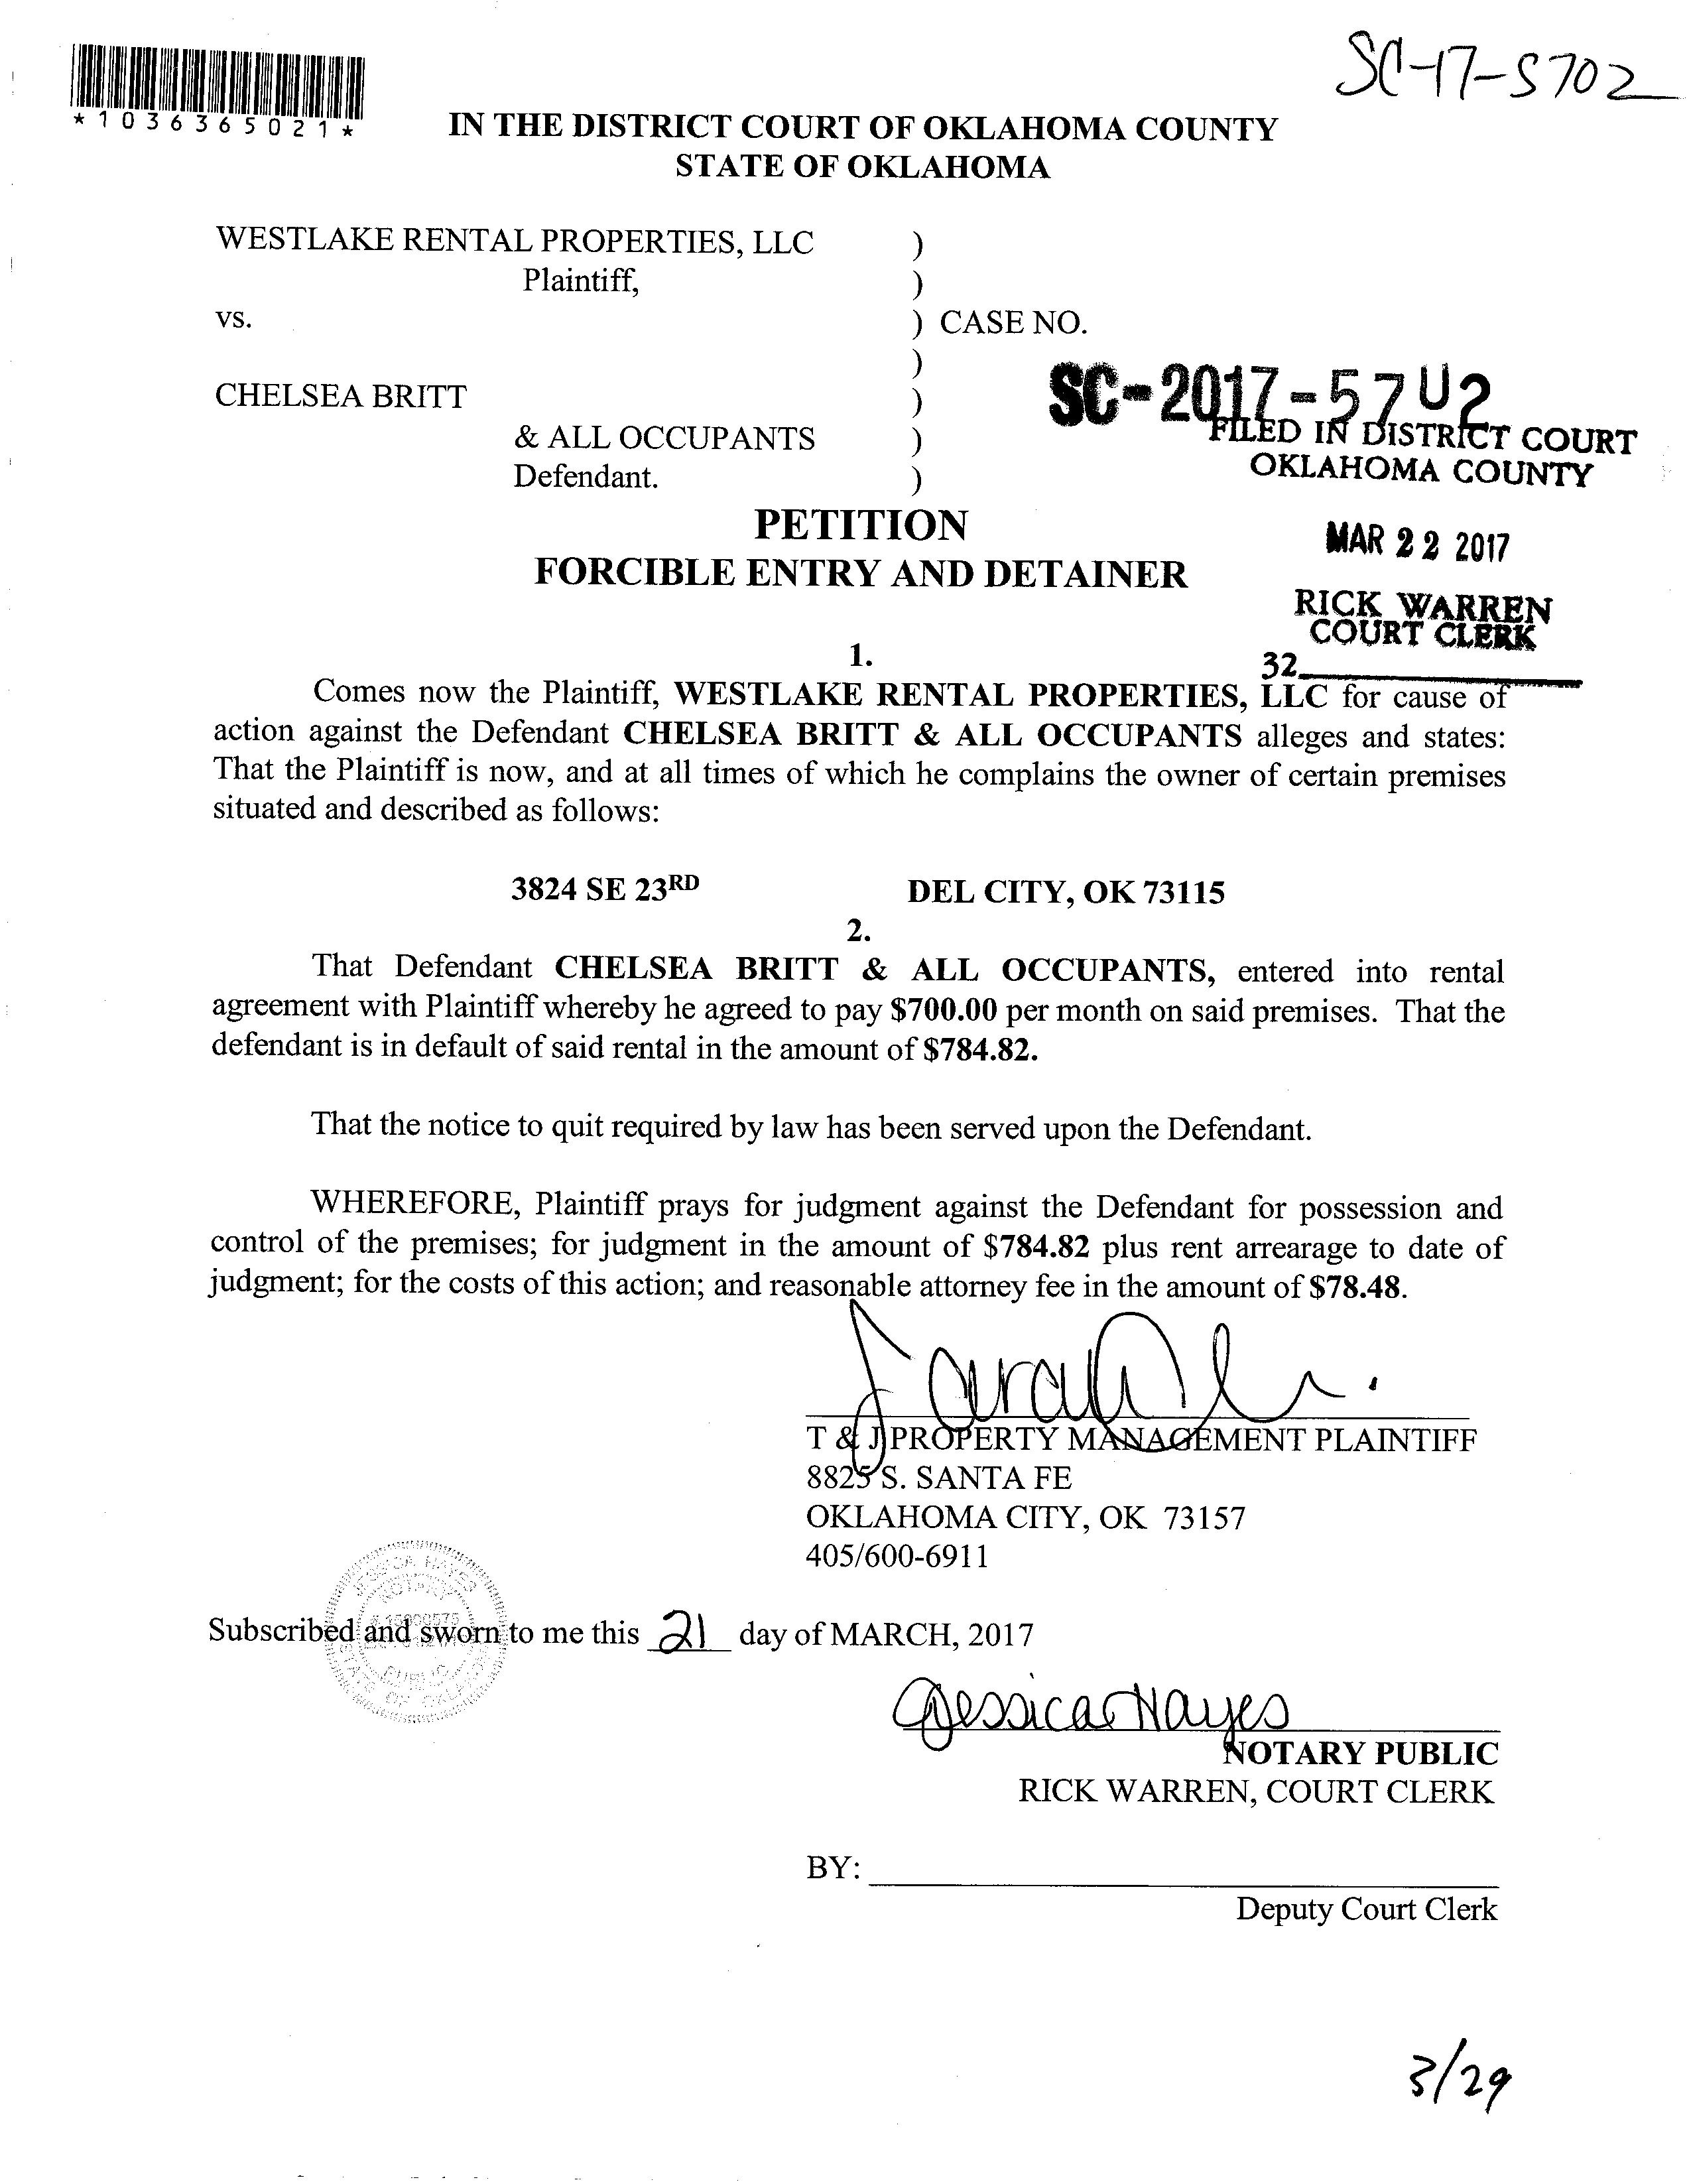 SC-17-5702
*1036365021*
IN THE DISTRICT COURT OF OKLAHOMA COUNTY
STATE OF OKLAHOMA
WESTLAKE RENTAL PROPERTIES, LLC )
Plaintiff, )
vs. ) CASE NO.
)
CHELSEA BRITT )
SC-2017-57U2
& ALL OCCUPANTS )
FILED IN DISTRICT COURT
OKLAHOMA COUNTY
Defendant. )
PETITION
MAR 22 2017
FORCIBLE ENTRY AND DETAINER
RICK WARREN
COURT CLERK
1.
32
Comes now the Plaintiff, WESTLAKE RENTAL PROPERTIES, LLC for cause of
action against the Defendant CHELSEA BRITT & ALL OCCUPANTS alleges and states:
That the Plaintiff is now, and at all times of which he complains the owner of certain premises
situated and described as follows:
3824 SE 23RD DEL CITY, OK 73115
2.
That Defendant CHELSEA BRITT & ALL OCCUPANTS, entered into rental
agreement with Plaintiff whereby he agreed to pay $700.00 per month on said premises. That the
defendant is in default of said rental in the amount of $784.82.
That the notice to quit required by law has been served upon the Defendant.
WHEREFORE, Plaintiff prays for judgment against the Defendant for possession and
control of the premises; for judgment in the amount of $784.82 plus rent arrearage to date of
judgment; for the costs of this action; and reasonable attorney fee in the amount of $78.48.
T & J PROPERTY MANAGEMENT PLAINTIFF
8825 S. SANTA FE
OKLAHOMA CITY, OK 73157
405/600-6911
JESSICA HAYES
NOTARY
PUBLIC
STATE OF OKLAHOMA
Subscribed and sworn to me this 21 day of MARCH, 2017
Jessica Hayes
NOTARY PUBLIC
RICK WARREN, COURT CLERK
BY:
Deputy Court Clerk
3/29